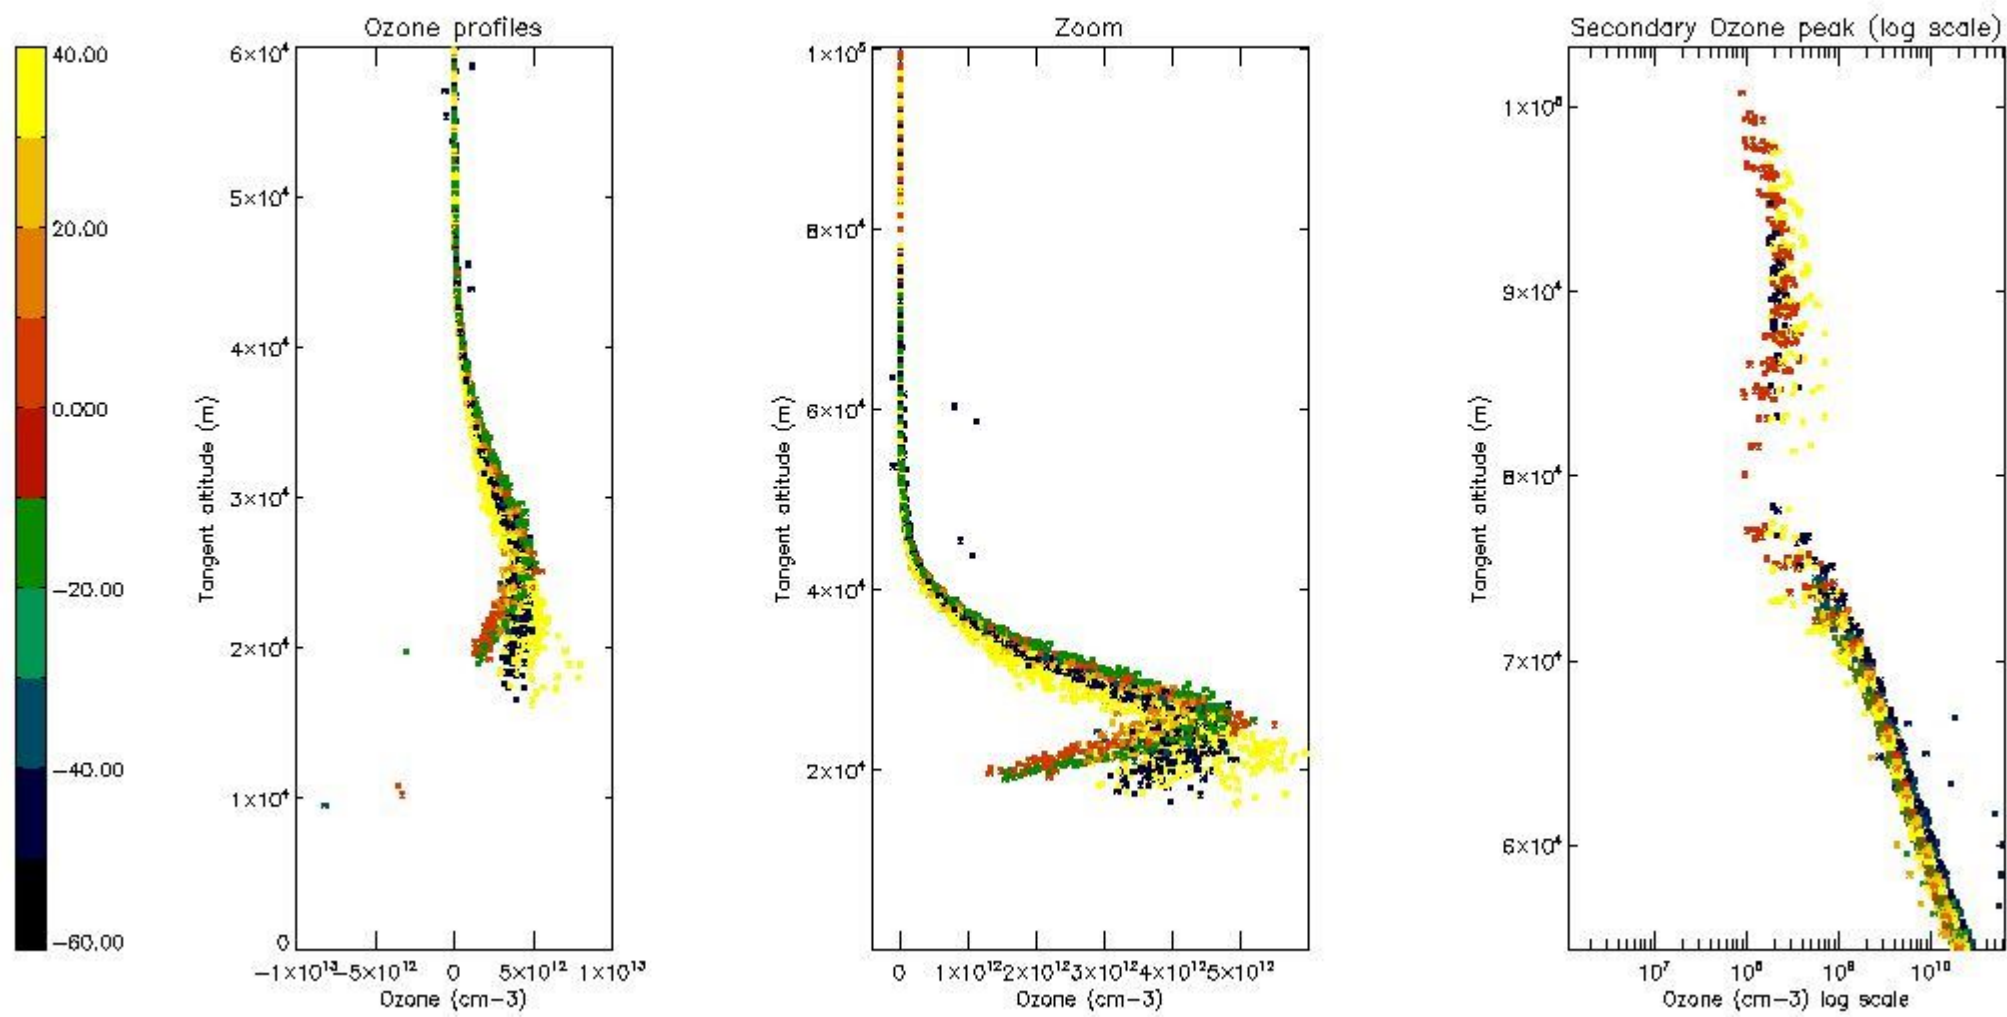 Ozone profiles
Zoom
Secondary Ozone peak (log scale)
40.00
20.00
0.000
−20.00
−40.00
−60.00
6×10⁴
5×10⁴
4×10⁴
3×10⁴
2×10⁴
1×10⁴
0
Tangent altitude (m)
−1×10¹³ −5×10¹² 0 5×10¹² 1×10¹³
Ozone (cm−3)
1×10⁵
8×10⁴
6×10⁴
4×10⁴
2×10⁴
Tangent altitude (m)
0 1×10¹² 2×10¹² 3×10¹² 4×10¹² 5×10¹²
Ozone (cm−3)
1×10⁵
9×10⁴
8×10⁴
7×10⁴
6×10⁴
Tangent altitude (m)
10⁷ 10⁸ 10⁹ 10¹⁰
Ozone (cm−3) log scale